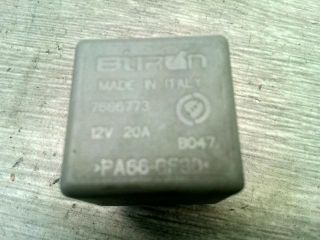 BITRON
MADE IN ITALY
7666773
12V 20A
B047
>PA66-GF30<